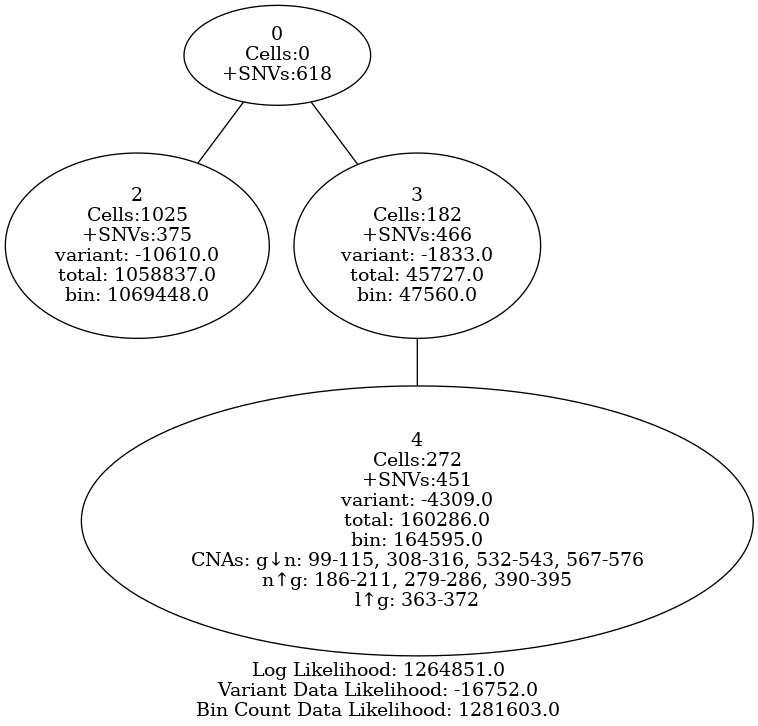 0
Cells:0
+SNVs:618
2
Cells:1025
+SNVs:375
variant: -10610.0
total: 1058837.0
bin: 1069448.0
3
Cells:182
+SNVs:466
variant: -1833.0
total: 45727.0
bin: 47560.0
4
Cells:272
+SNVs:451
variant: -4309.0
total: 160286.0
bin: 164595.0
CNAs: g↓n: 99-115, 308-316, 532-543, 567-576
n↑g: 186-211, 279-286, 390-395
l↑g: 363-372
Log Likelihood: 1264851.0
Variant Data Likelihood: -16752.0
Bin Count Data Likelihood: 1281603.0